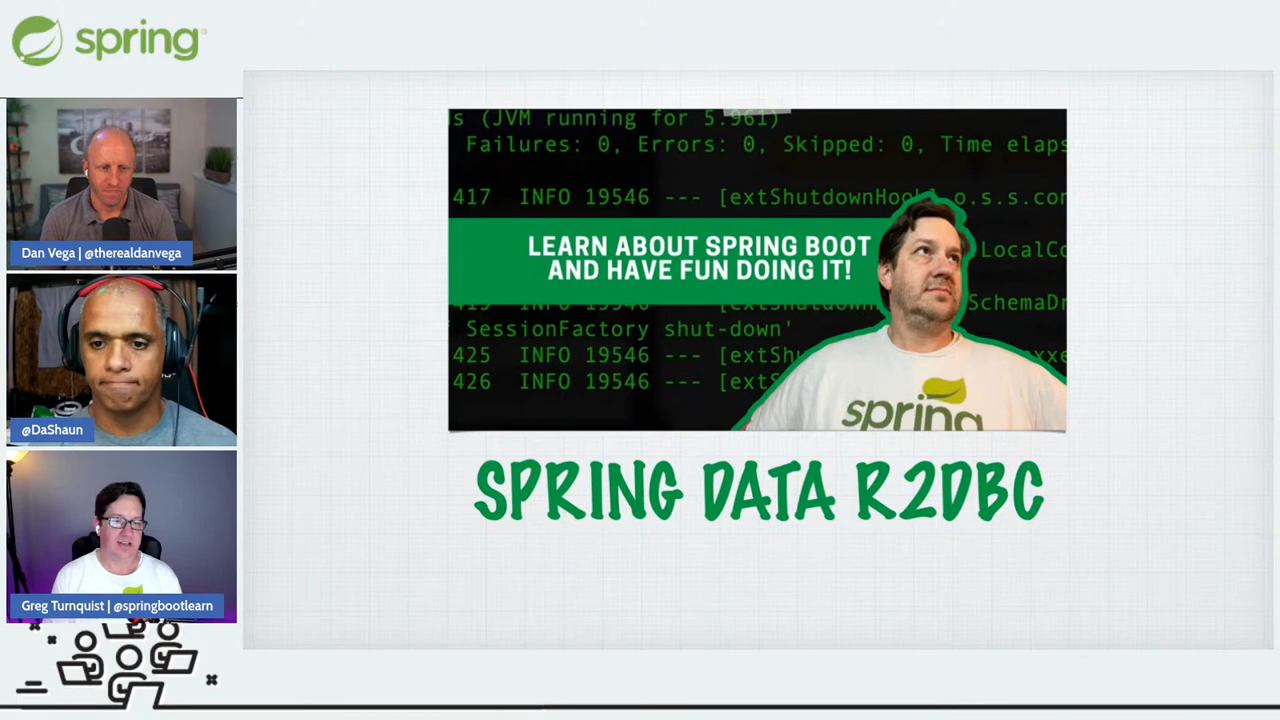 spring
Dan Vega | @therealdanvega
@DaShaun
Greg Turnquist | @springbootlearn
s (JVM running for 5.961)
Failures: 0, Errors: 0, Skipped: 0, Time elaps
417 INFO 19546 --- [extShutdownHook] o.s.s.con
LEARN ABOUT SPRING BOOT
AND HAVE FUN DOING IT!
LocalCo
SchemaDr
SessionFactory shut-down'
425 INFO 19546 --- [extShu
426 INFO 19546 --- [extS
spring
SPRING DATA R2DBC